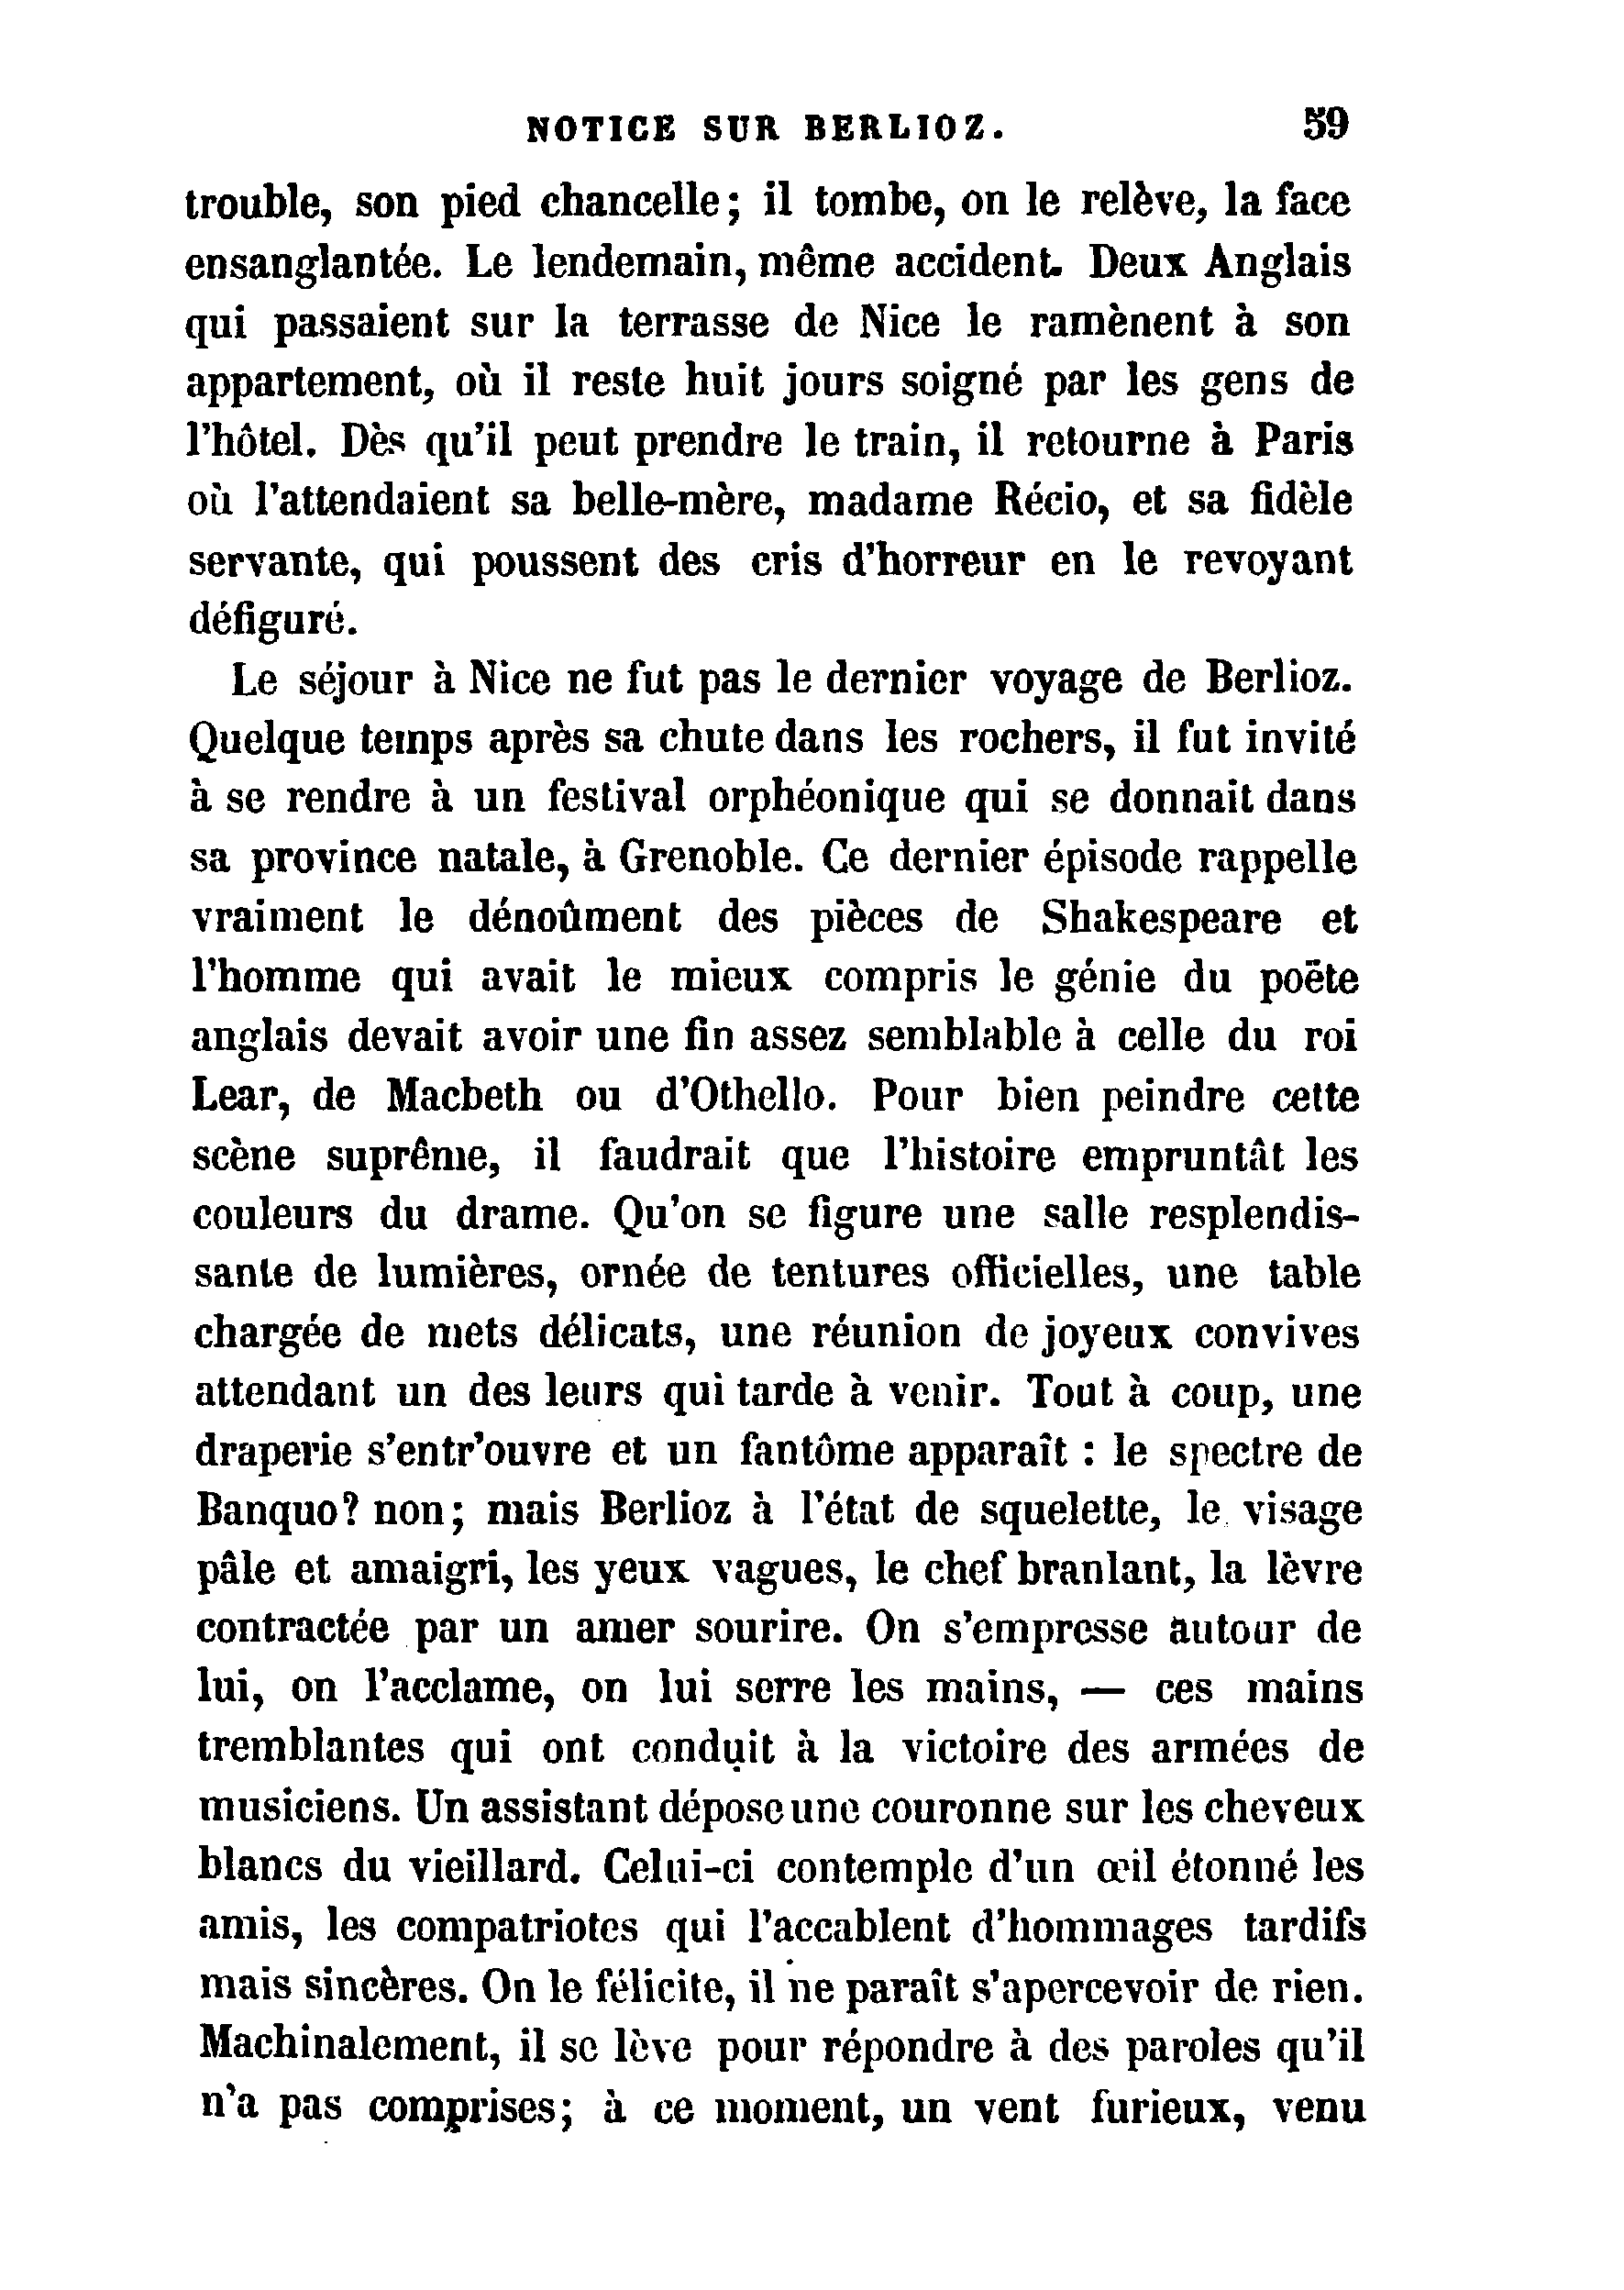 NOTICE SUR BERLIOZ. 59
trouble, son pied chancelle; il tombe, on le relève, la face
ensanglantée. Le lendemain, même accident. Deux Anglais
qui passaient sur la terrasse de Nice le ramènent à son
appartement, où il reste huit jours soigné par les gens de
l'hôtel. Dès qu'il peut prendre le train, il retourne à Paris
où l'attendaient sa belle-mère, madame Récio, et sa fidèle
servante, qui poussent des cris d'horreur en le revoyant
défiguré.
Le séjour à Nice ne fut pas le dernier voyage de Berlioz.
Quelque temps après sa chute dans les rochers, il fut invité
à se rendre à un festival orphéonique qui se donnait dans
sa province natale, à Grenoble. Ce dernier épisode rappelle
vraiment le dénoûment des pièces de Shakespeare et
l'homme qui avait le mieux compris le génie du poëte
anglais devait avoir une fin assez semblable à celle du roi
Lear, de Macbeth ou d'Othello. Pour bien peindre cette
scène suprême, il faudrait que l'histoire empruntât les
couleurs du drame. Qu'on se figure une salle resplendis-
sante de lumières, ornée de tentures officielles, une table
chargée de mets délicats, une réunion de joyeux convives
attendant un des leurs qui tarde à venir. Tout à coup, une
draperie s'entr'ouvre et un fantôme apparaît : le spectre de
Banquo? non; mais Berlioz à l'état de squelette, le visage
pâle et amaigri, les yeux vagues, le chef branlant, la lèvre
contractée par un amer sourire. On s'empresse autour de
lui, on l'acclame, on lui serre les mains, — ces mains
tremblantes qui ont conduit à la victoire des armées de
musiciens. Un assistant dépose une couronne sur les cheveux
blancs du vieillard. Celui-ci contemple d'un œil étonné les
amis, les compatriotes qui l'accablent d'hommages tardifs
mais sincères. On le félicite, il ne paraît s'apercevoir de rien.
Machinalement, il se lève pour répondre à des paroles qu'il
n'a pas comprises; à ce moment, un vent furieux, venu